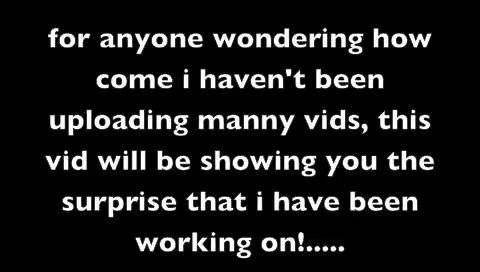 for anyone wondering how
come i haven't been
uploading manny vids, this
vid will be showing you the
surprise that i have been
working on!.....